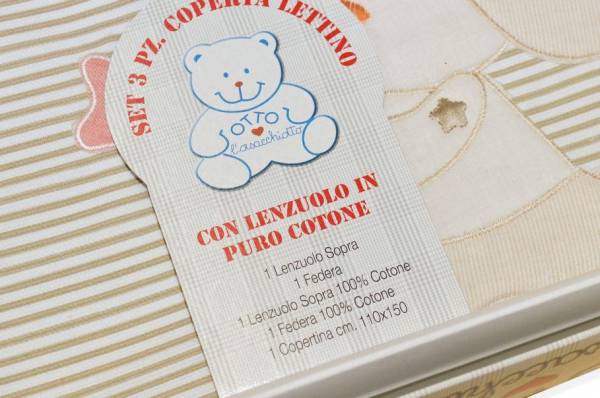 SET 3 PZ. COPERTA LETTINO
OTTO
l'asacchiotto
CON LENZUOLO IN
PURO COTONE
1 Lenzuolo Sopra
1 Federa
1 Lenzuolo Sopra 100% Cotone
1 Federa 100% Cotone
1 Copertina cm. 110x150